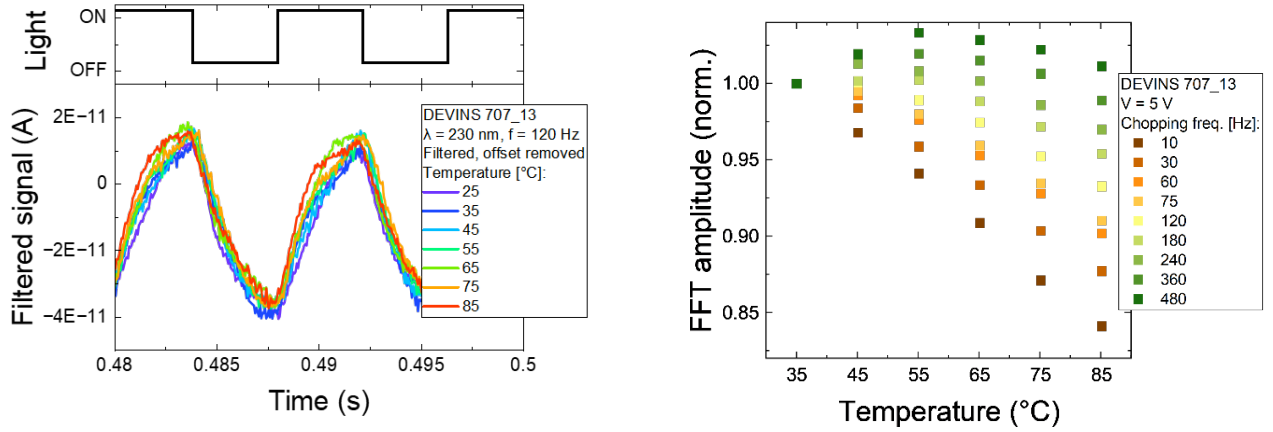 ON
OFF
Light
2E-11
0
-2E-11
-4E-11
Filtered signal (A)
DEVINS 707_13
λ = 230 nm, f = 120 Hz
Filtered, offset removed
Temperature [°C]:
25
35
45
55
65
75
85
0.48
0.485
0.49
0.495
0.5
Time (s)
FFT amplitude (norm.)
1.00
0.95
0.90
0.85
DEVINS 707_13
V = 5 V
Chopping freq. [Hz]:
10
30
60
75
120
180
240
360
480
35
45
55
65
75
85
Temperature (°C)